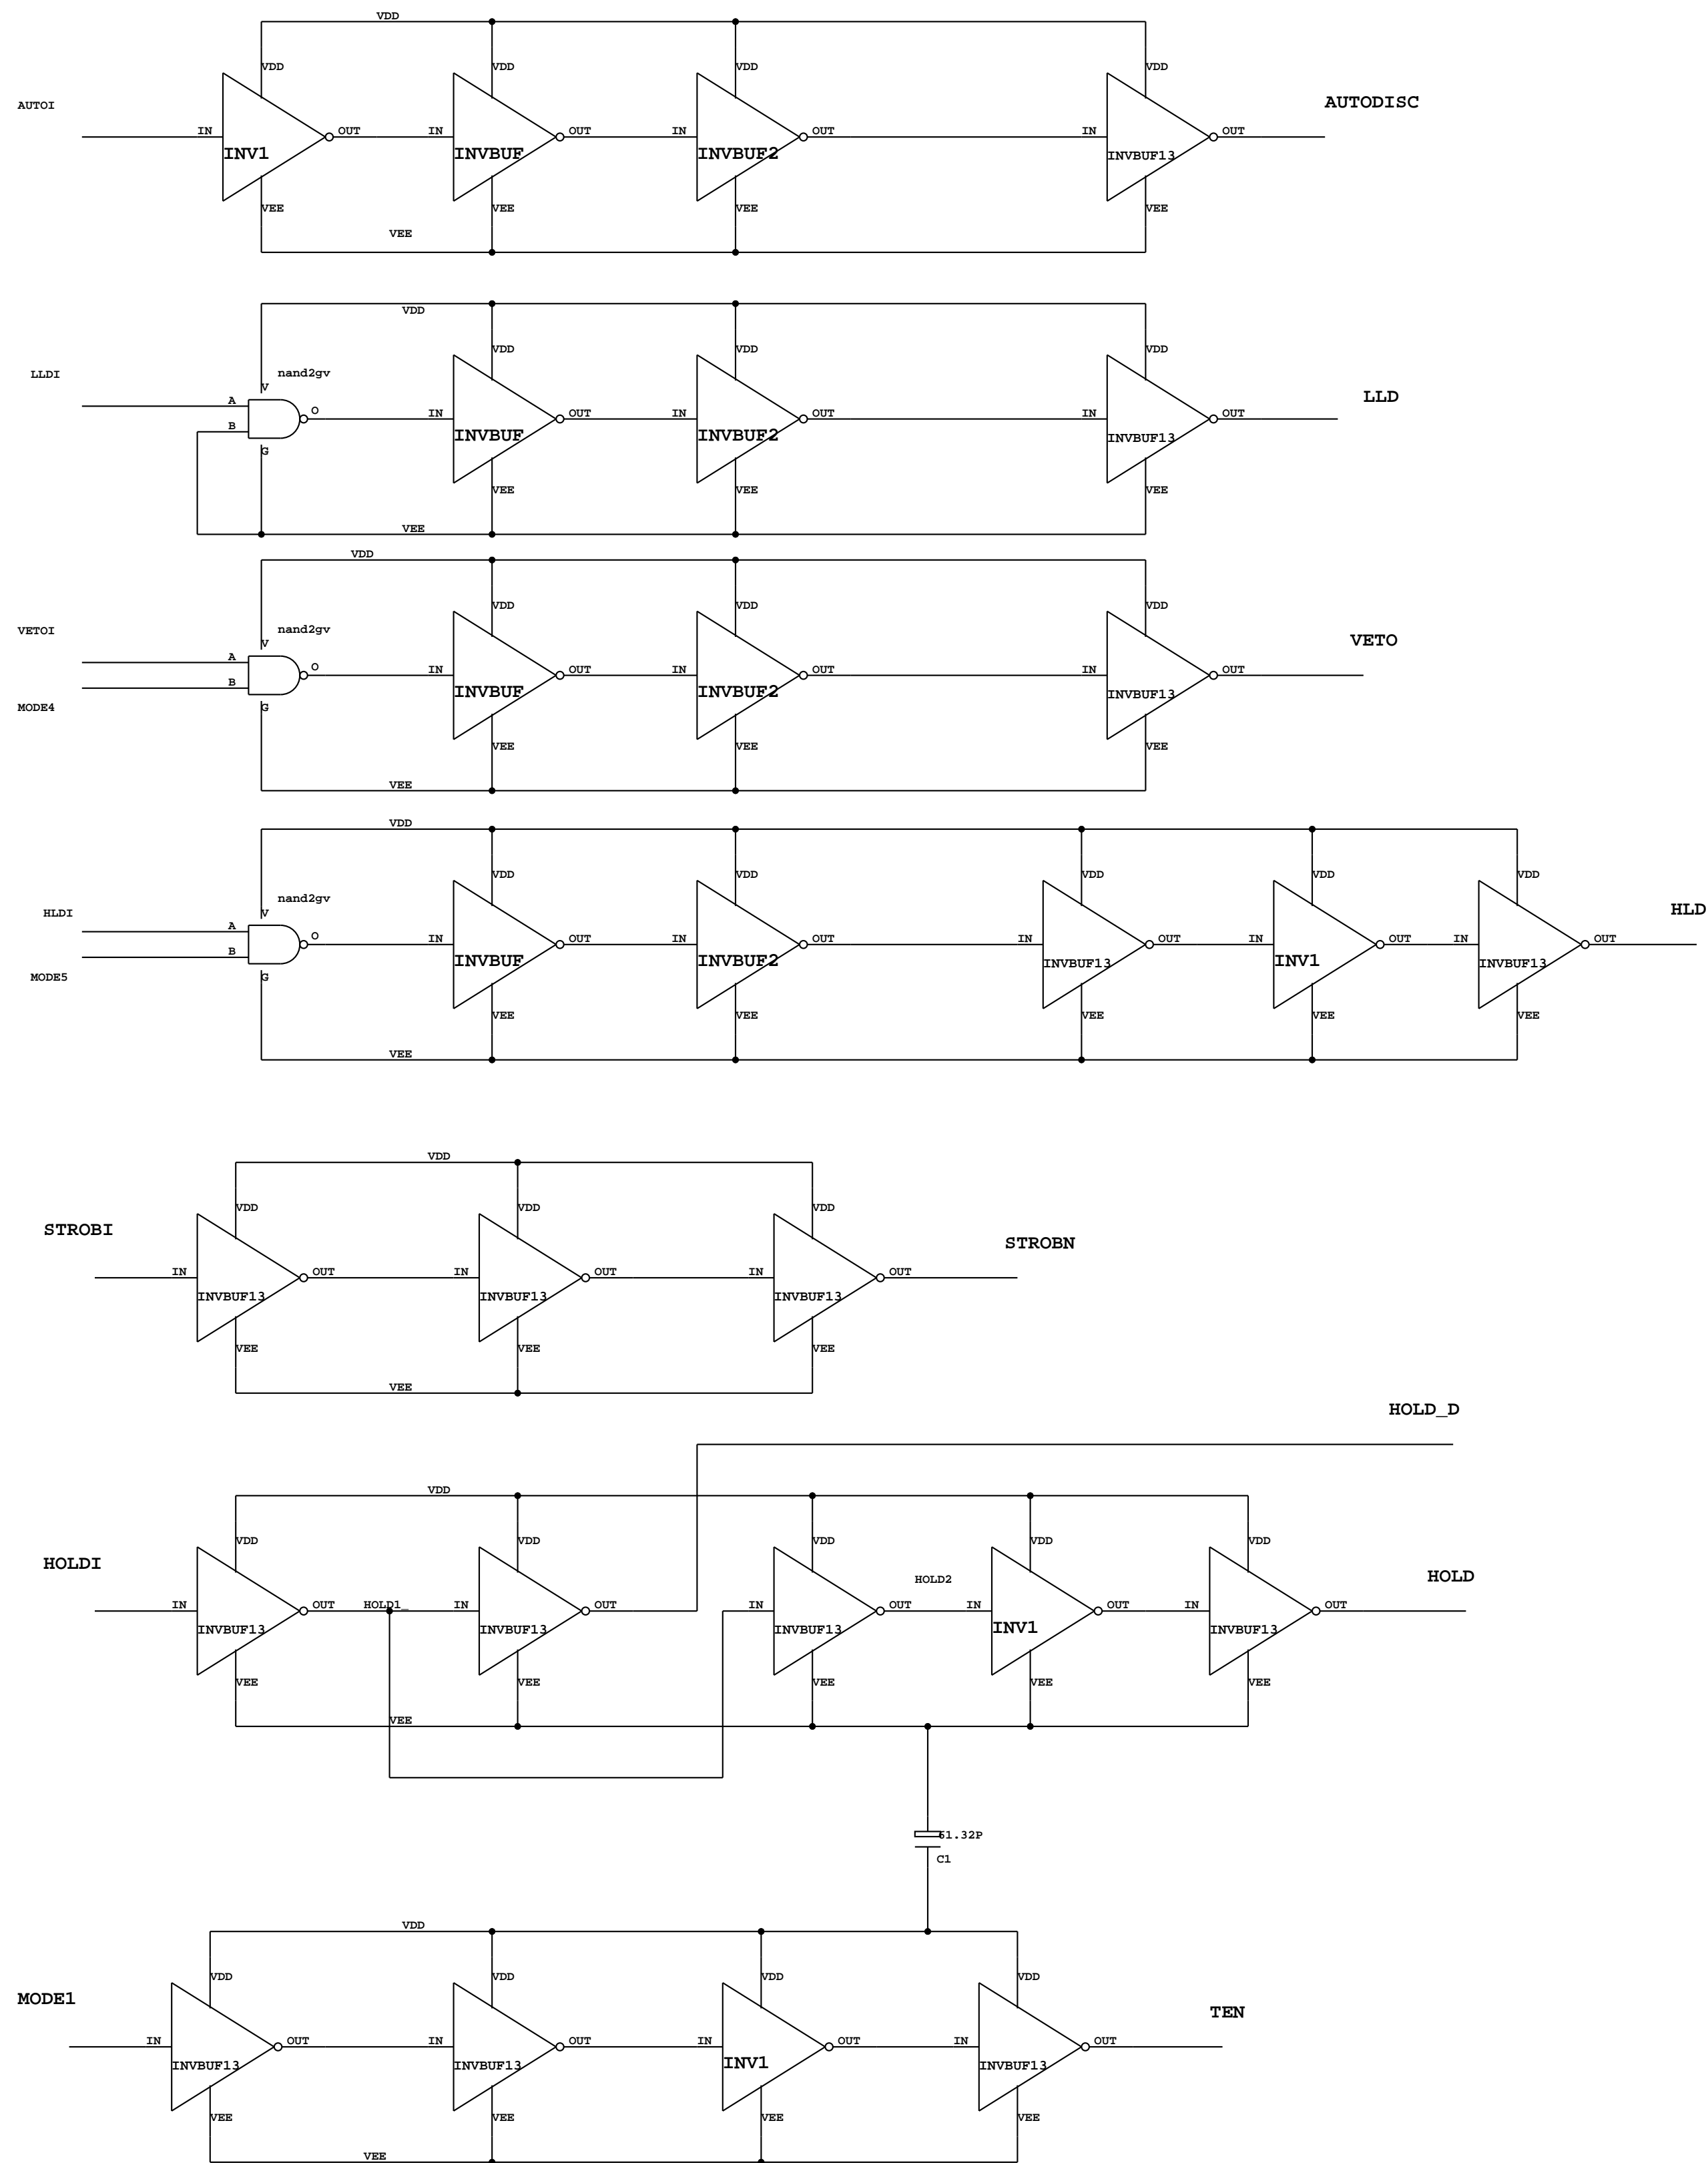 VDD
VDD VDD VDD VDD
AUTOI AUTODISC
IN OUT IN OUT IN OUT IN OUT
INV1 INVBUF INVBUF2 INVBUF13
VEE VEE VEE VEE
VEE
VDD
VDD VDD VDD
LLDI nand2gv
V
A LLD
O
B IN OUT IN OUT IN OUT
INVBUF INVBUF2 INVBUF13
G
VEE VEE VEE
VEE
VDD
VDD VDD VDD
VETOI nand2gv
V VETO
A
O
B IN OUT IN OUT IN OUT
INVBUF INVBUF2 INVBUF13
MODE4 G
VEE VEE VEE
VEE
VDD
VDD VDD VDD VDD VDD
nand2gv
HLDI V HLD
A
O
B IN OUT IN OUT IN OUT IN OUT IN OUT
INVBUF INVBUF2 INVBUF13 INV1 INVBUF13
MODE5 G
VEE VEE VEE VEE VEE
VEE
VDD
VDD VDD VDD
STROBI STROBN
IN OUT IN OUT IN OUT
INVBUF13 INVBUF13 INVBUF13
VEE VEE VEE
VEE
HOLD_D
VDD
VDD VDD VDD VDD VDD
HOLDI HOLD2 HOLD
IN OUT HOLD1_ IN OUT IN OUT IN OUT IN OUT
INVBUF13 INVBUF13 INVBUF13 INV1 INVBUF13
VEE VEE VEE VEE VEE
VEE
61.32P
C1
VDD
VDD VDD VDD VDD
MODE1 TEN
IN OUT IN OUT IN OUT IN OUT
INVBUF13 INVBUF13 INV1 INVBUF13
VEE VEE VEE VEE
VEE